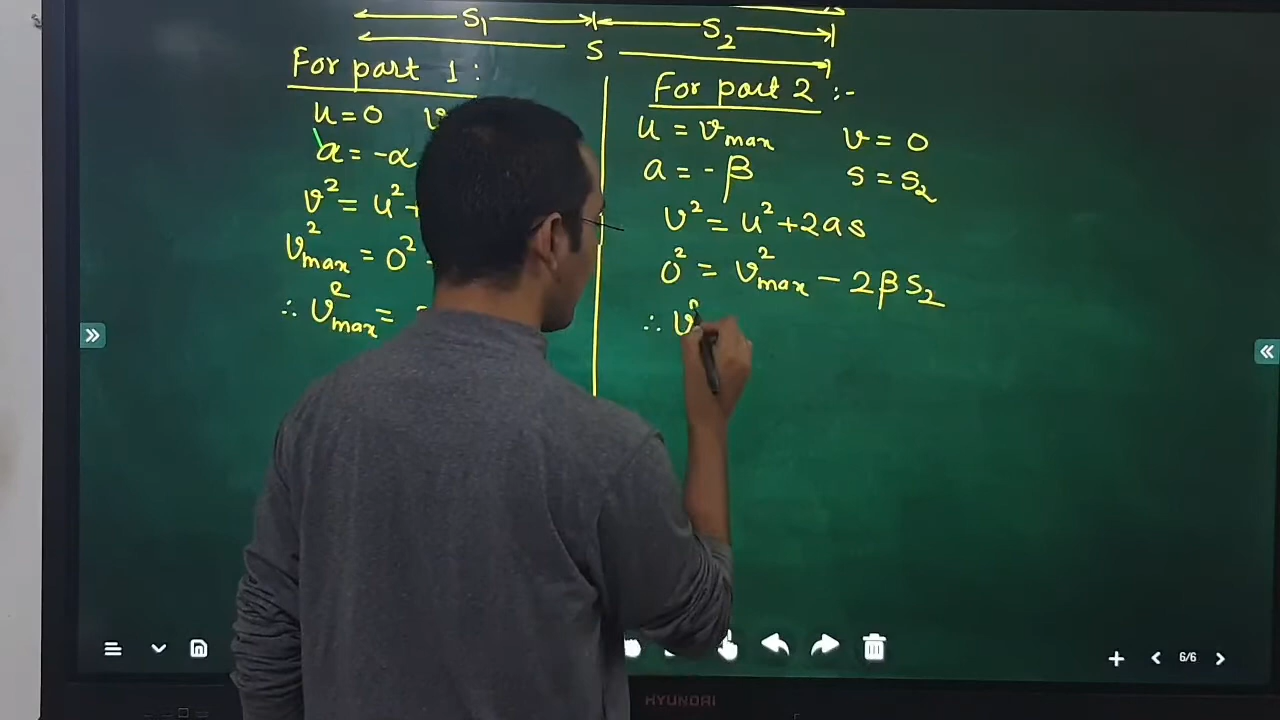 S₁ S₂
S
For part 1 :
u = 0 v
a = -α
v² = u² +
v²max = 0²
∴ v²max =
For part 2 :-
u = vmax v = 0
a = - β s = s₂
v² = u² + 2as
0² = v²max - 2βS₂
∴ v
6/6
HYUNDAI